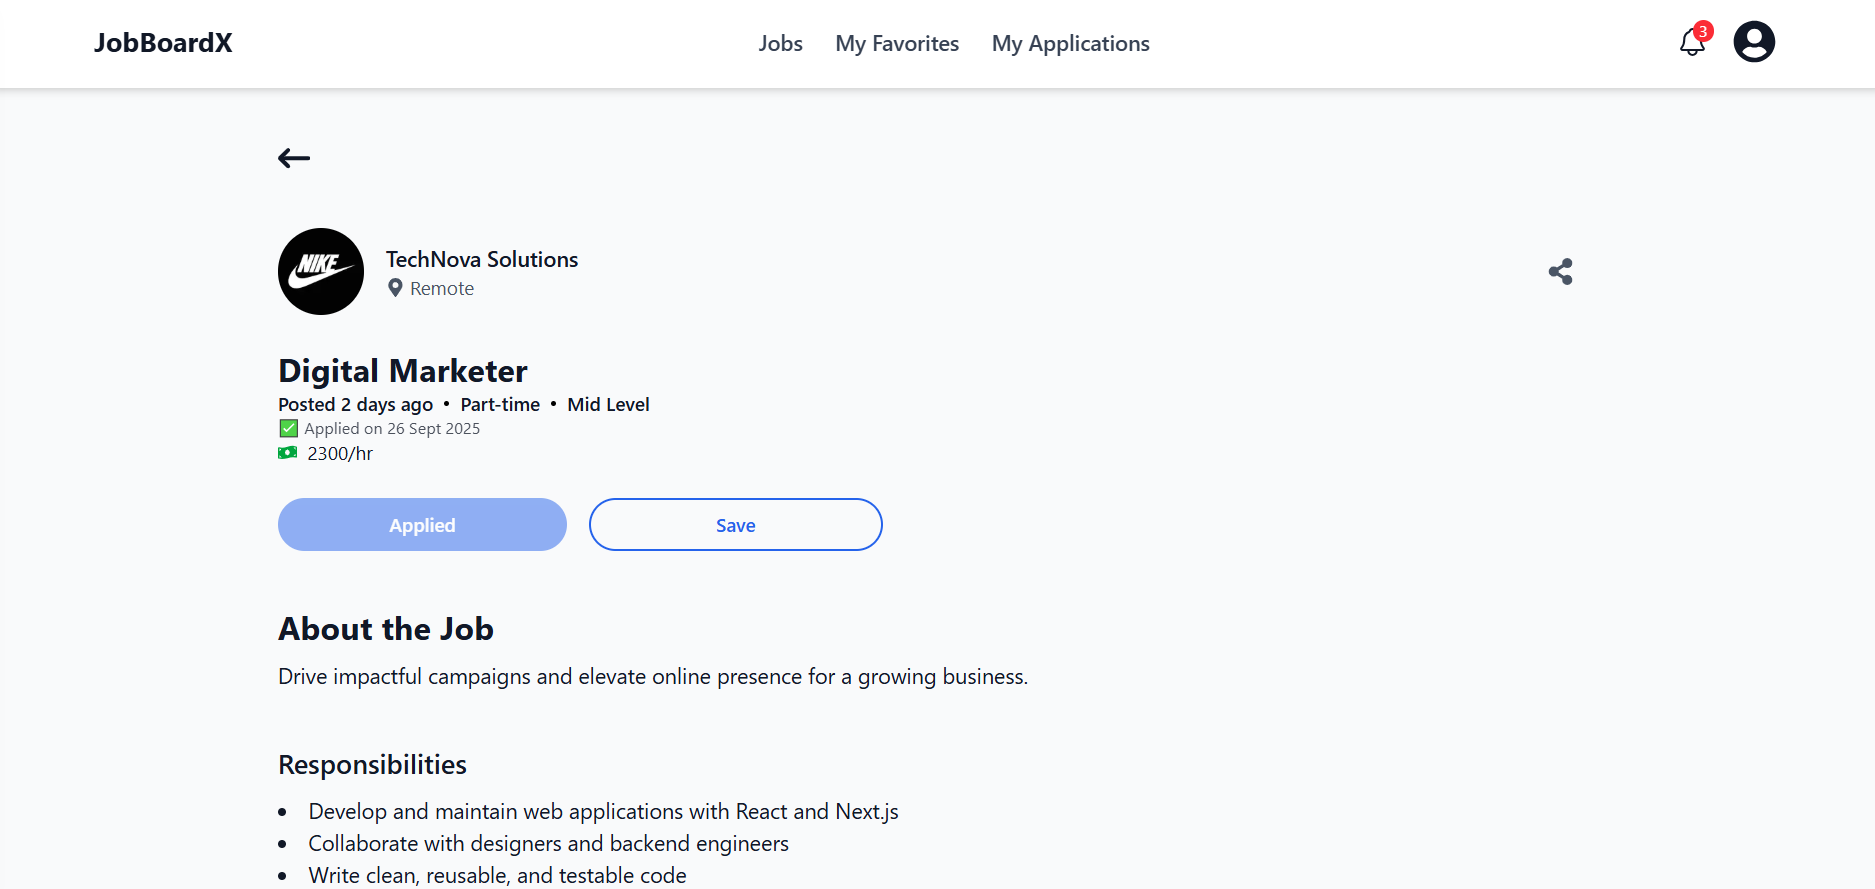 JobBoardX
Jobs My Favorites My Applications
3
NIKE
TechNova Solutions
Remote
Digital Marketer
Posted 2 days ago • Part-time • Mid Level
✅ Applied on 26 Sept 2025
2300/hr
Applied Save
About the Job
Drive impactful campaigns and elevate online presence for a growing business.
Responsibilities
• Develop and maintain web applications with React and Next.js
• Collaborate with designers and backend engineers
• Write clean, reusable, and testable code